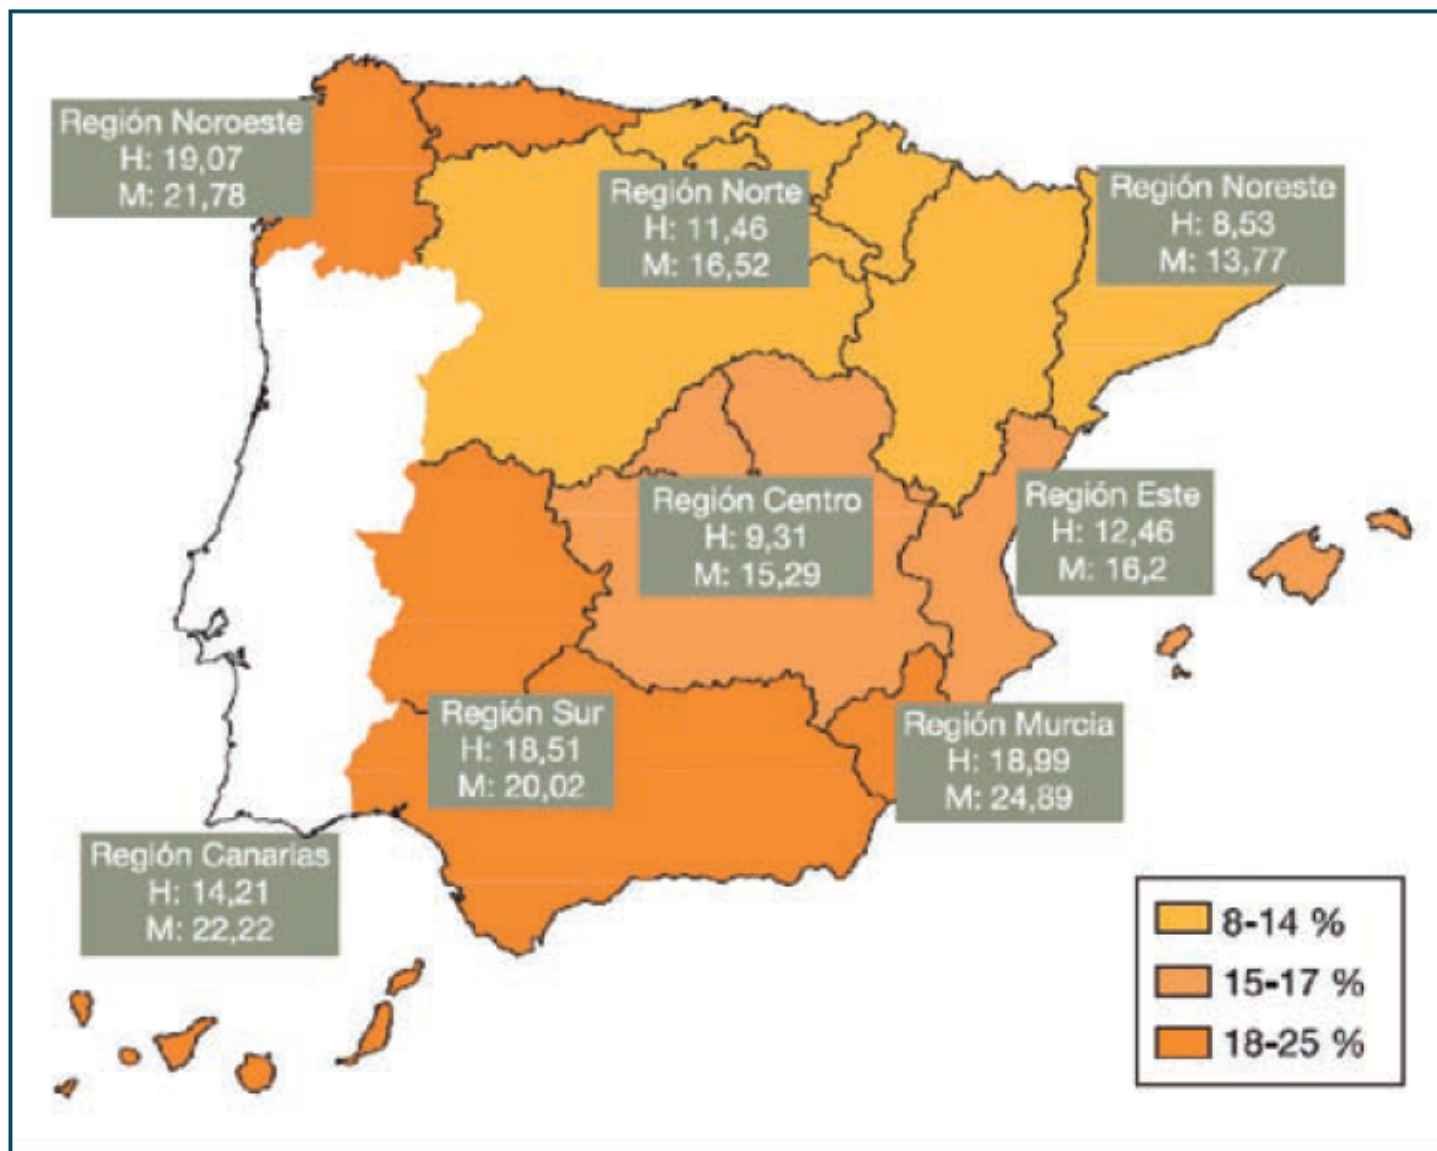 Región Noroeste
H: 19,07
M: 21,78
Región Norte
H: 11,46
M: 16,52
Región Noreste
H: 8,53
M: 13,77
Región Centro
H: 9,31
M: 15,29
Región Este
H: 12,46
M: 16,2
Región Sur
H: 18,51
M: 20,02
Región Murcia
H: 18,99
M: 24,89
Región Canarias
H: 14,21
M: 22,22
8-14 %
15-17 %
18-25 %